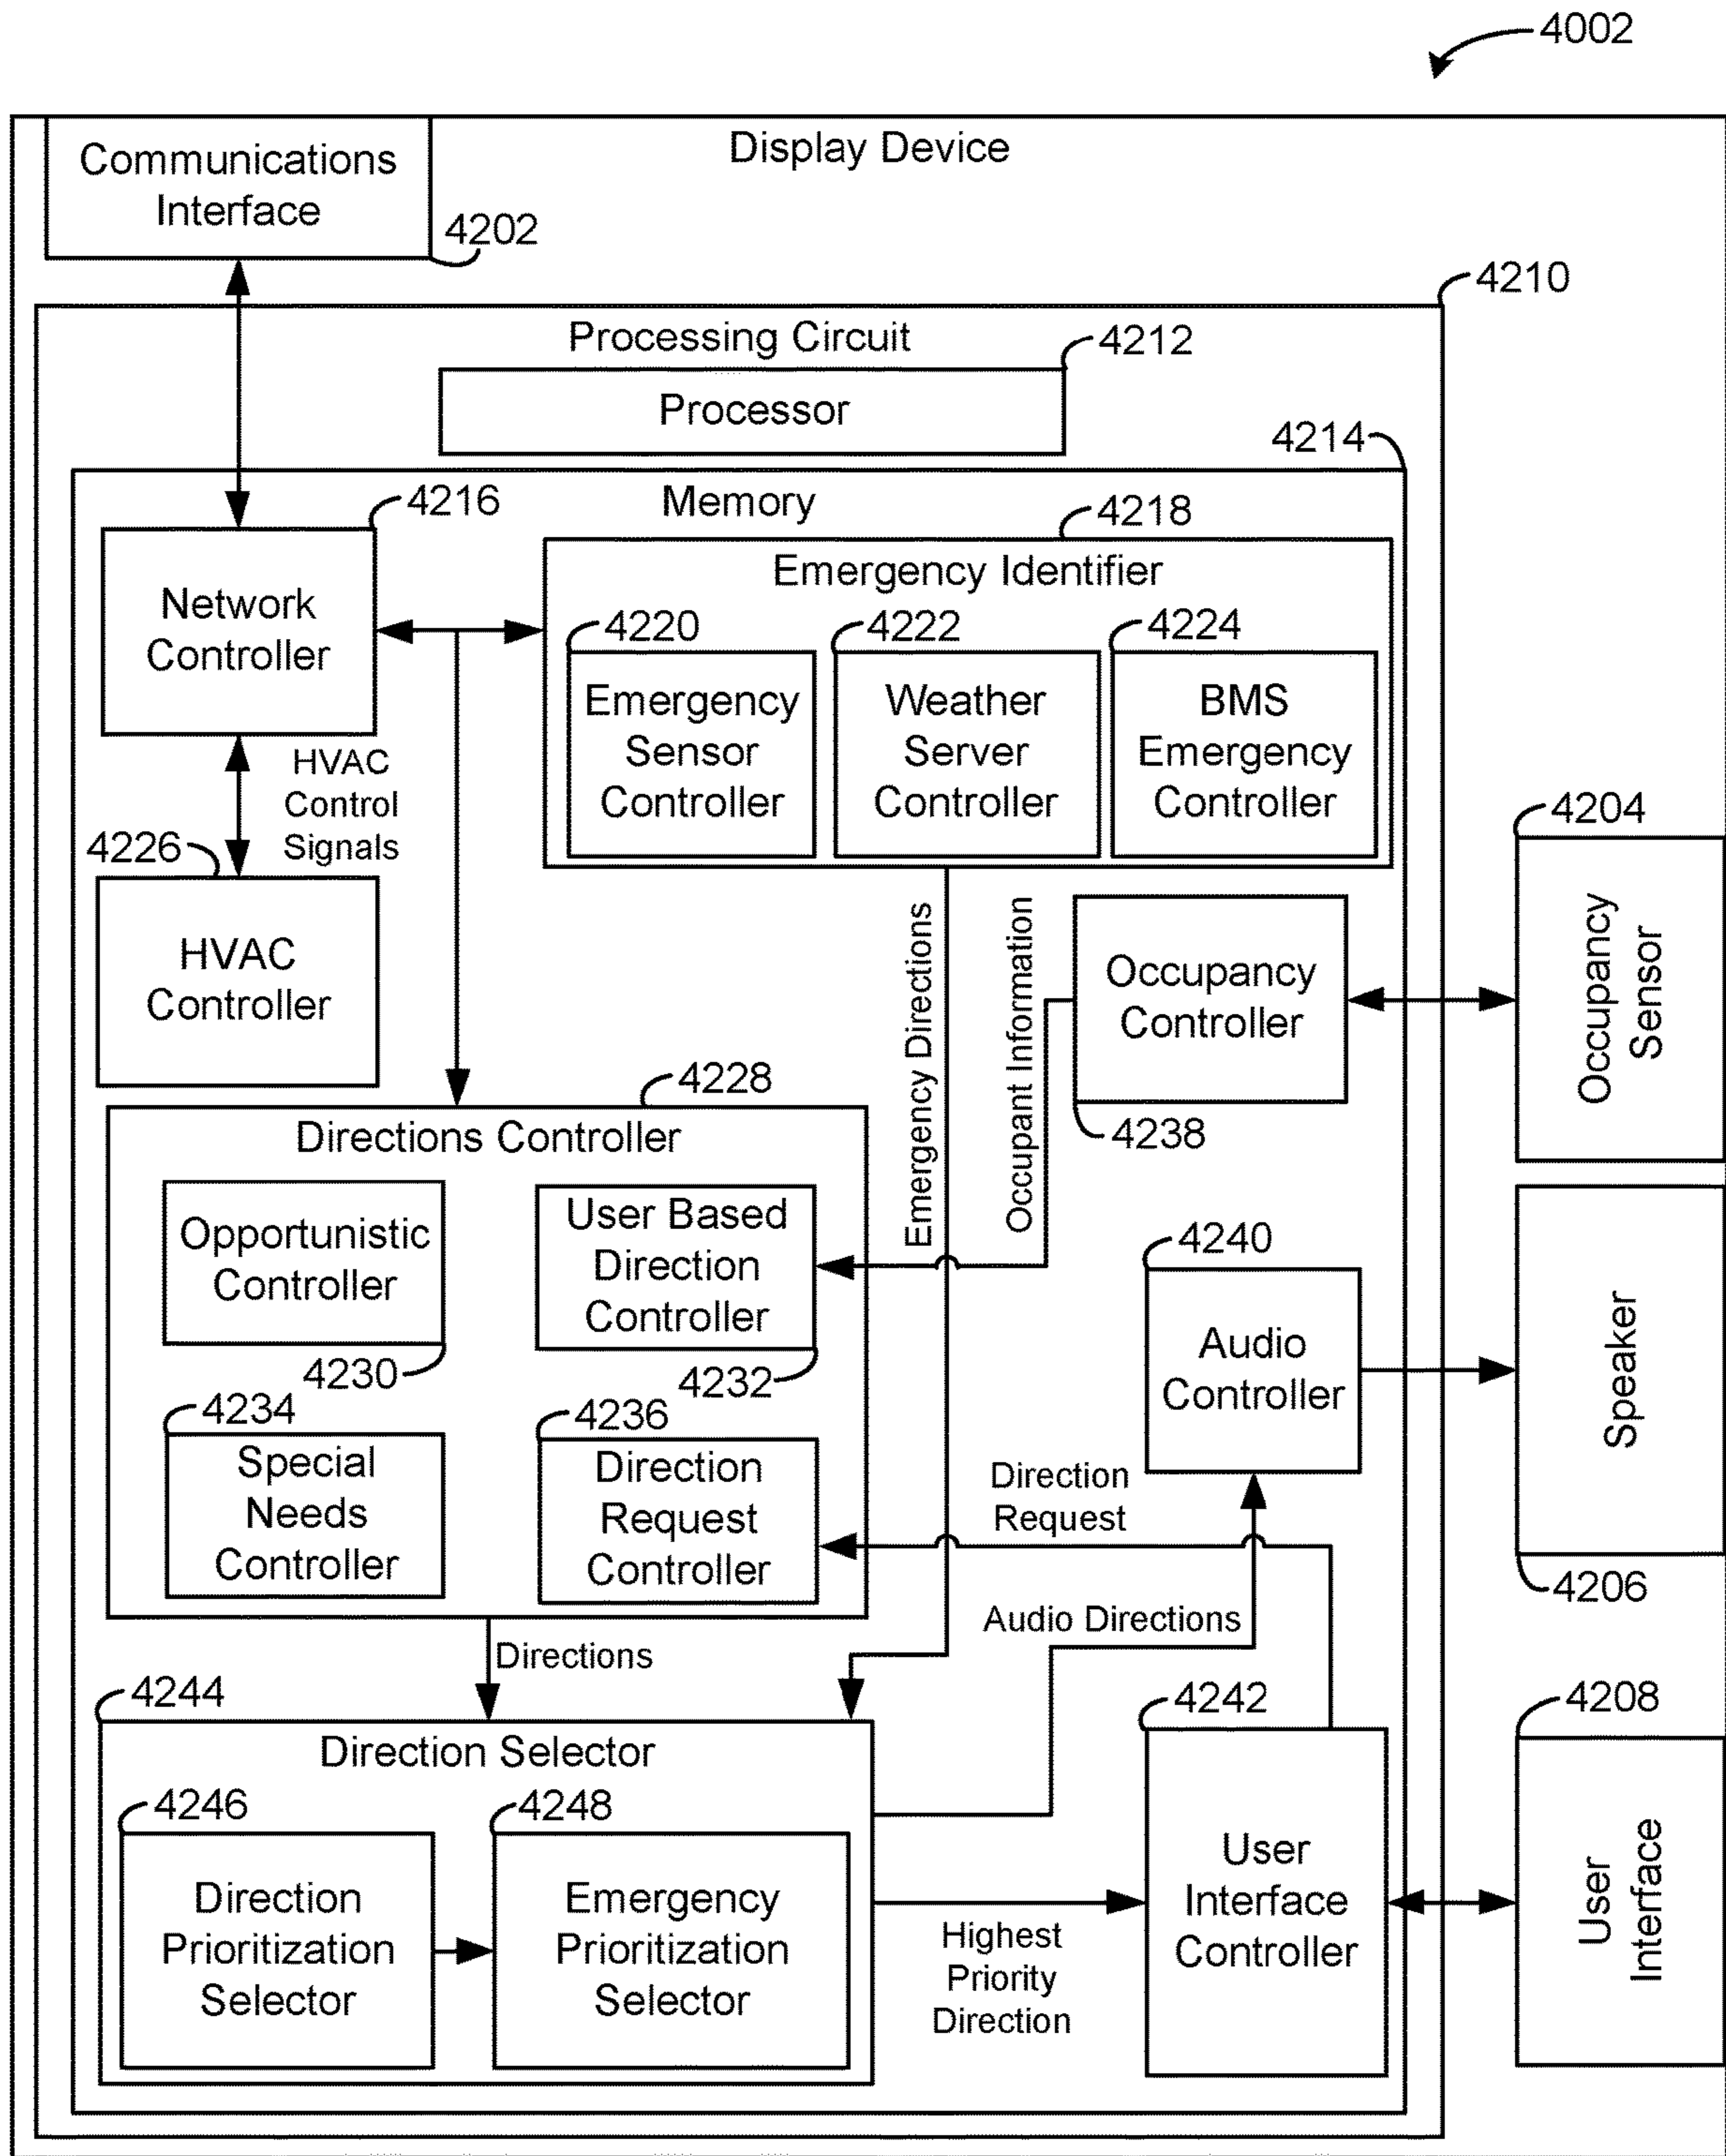 4002
Display Device
Communications
Interface
4202
4210
Processing Circuit
4212
Processor
4214
Memory
4216
Network
Controller
4218
Emergency Identifier
4220
Emergency
Sensor
Controller
4222
Weather
Server
Controller
4224
BMS
Emergency
Controller
HVAC
Control
Signals
4226
HVAC
Controller
Emergency Directions
Occupant Information
Occupancy
Controller
4238
4204
Occupancy
Sensor
4228
Directions Controller
Opportunistic
Controller
4230
User Based
Direction
Controller
4232
4234
Special
Needs
Controller
4236
Direction
Request
Controller
4240
Audio
Controller
Speaker
4206
Direction
Request
Audio Directions
Directions
4244
Direction Selector
4246
Direction
Prioritization
Selector
4248
Emergency
Prioritization
Selector
Highest
Priority
Direction
4242
User
Interface
Controller
4208
User
Interface